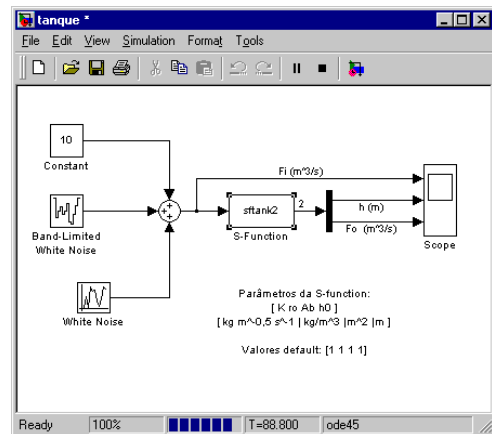 tanque *
File Edit View Simulation Format Tools
10
Constant
Fi (m^3/s)
sftank2
2
h (m)
Fo (m^3/s)
Band-Limited
White Noise
S-Function
Scope
White Noise
Parâmetros da S-function:
[ K ro Ab h0 ]
[ kg m^-0,5 s^-1 | kg/m^3 |m^2 |m ]
Valores default: [1 1 1 1]
Ready 100% T=88.800 ode45